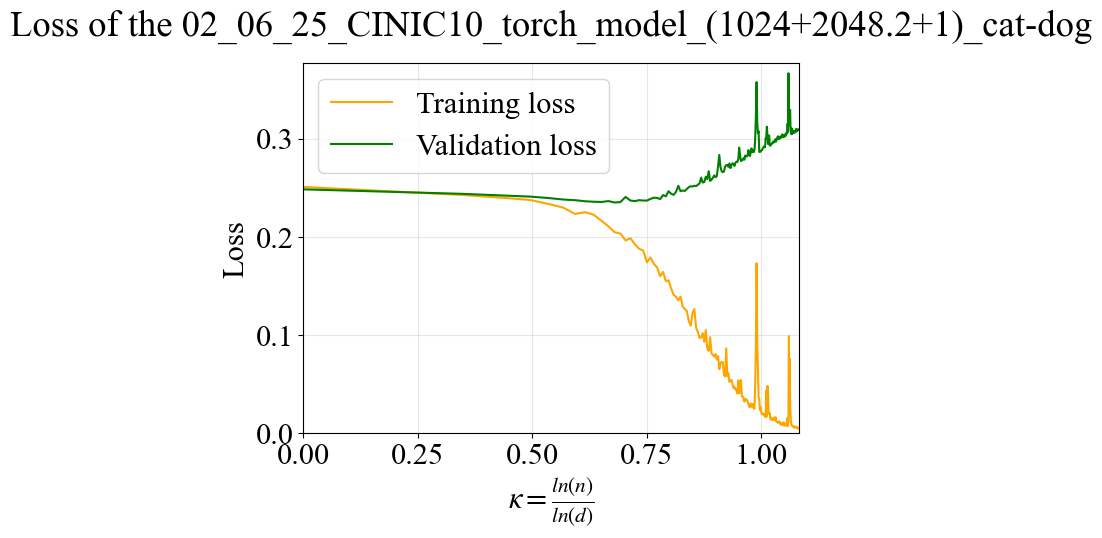 Loss of the 02_06_25_CINIC10_torch_model_(1024+2048.2+1)_cat-dog
Training loss
Validation loss
Loss
0.3
0.2
0.1
0.0
0.00 0.25 0.50 0.75 1.00
κ = ln(n)/ln(d)